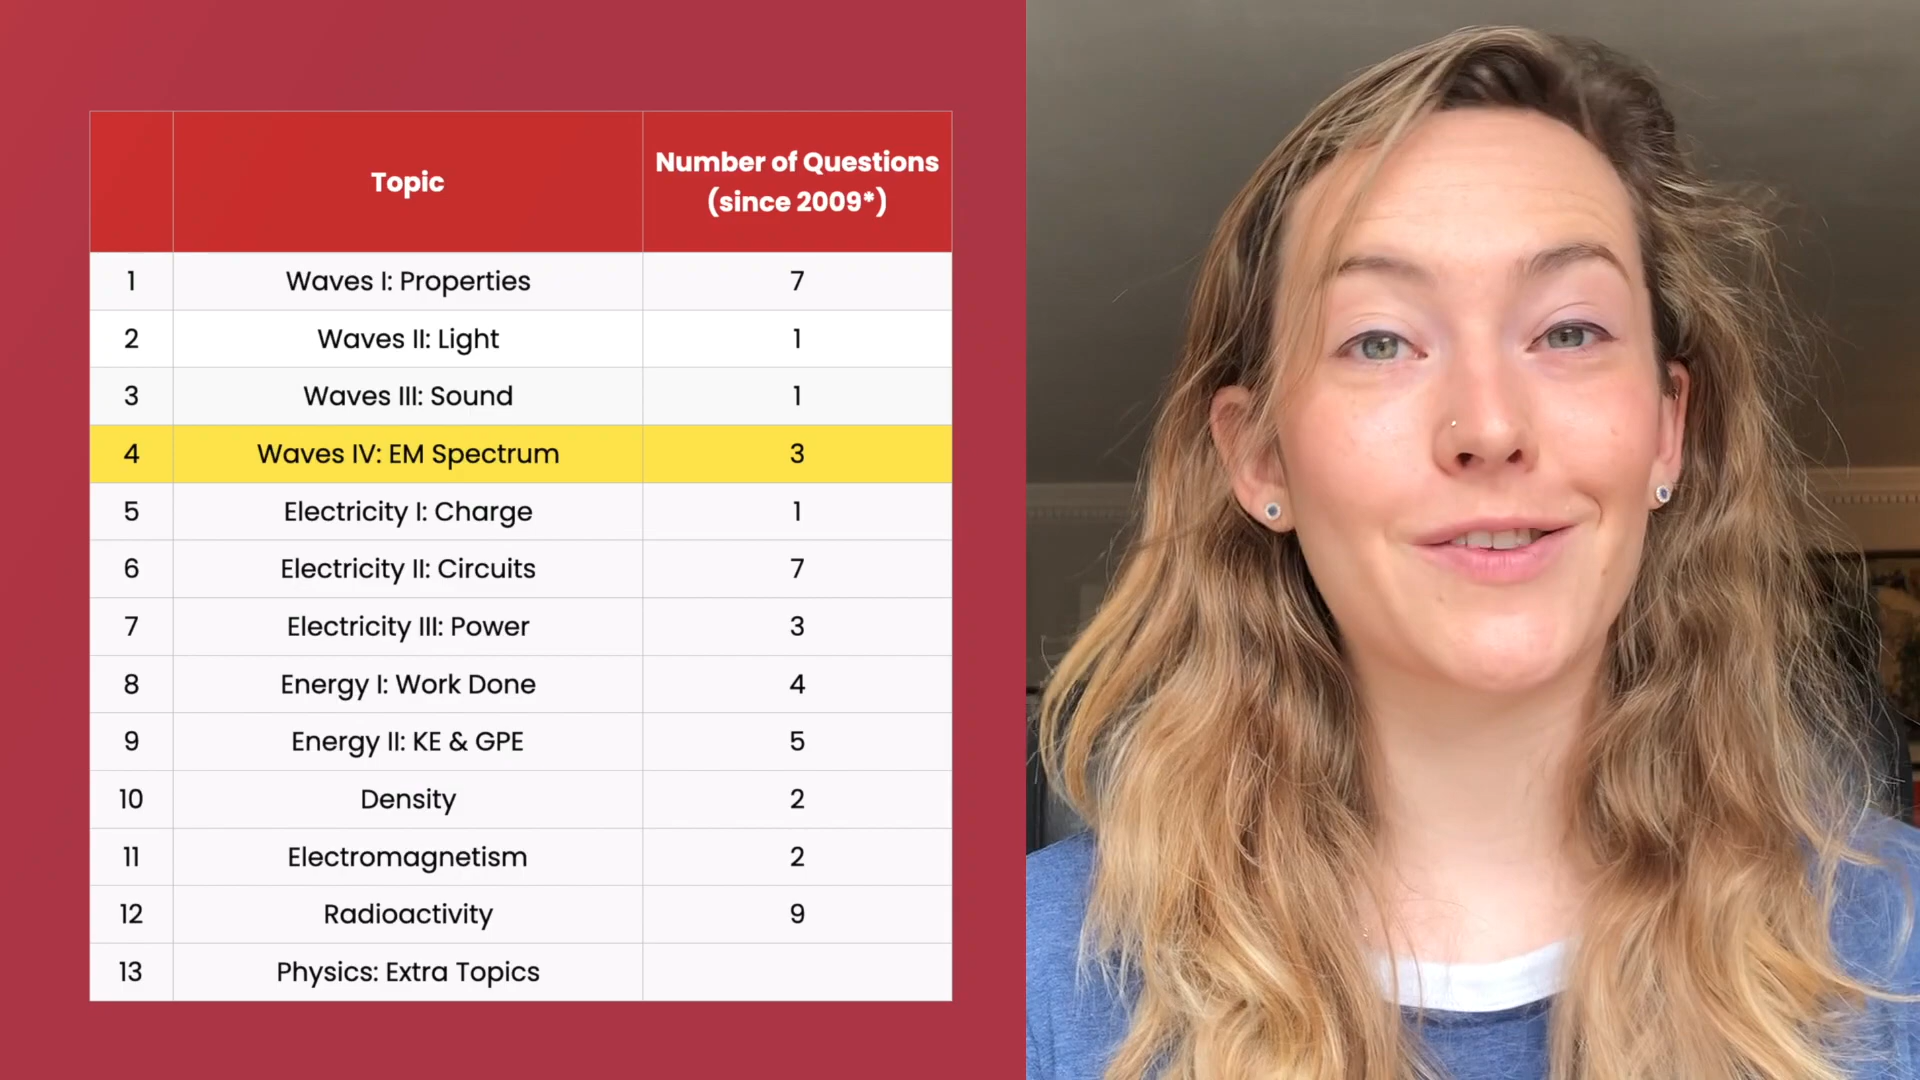 Topic
Number of Questions
(since 2009*)
1 Waves I: Properties 7
2 Waves II: Light 1
3 Waves III: Sound 1
4 Waves IV: EM Spectrum 3
5 Electricity I: Charge 1
6 Electricity II: Circuits 7
7 Electricity III: Power 3
8 Energy I: Work Done 4
9 Energy II: KE & GPE 5
10 Density 2
11 Electromagnetism 2
12 Radioactivity 9
13 Physics: Extra Topics